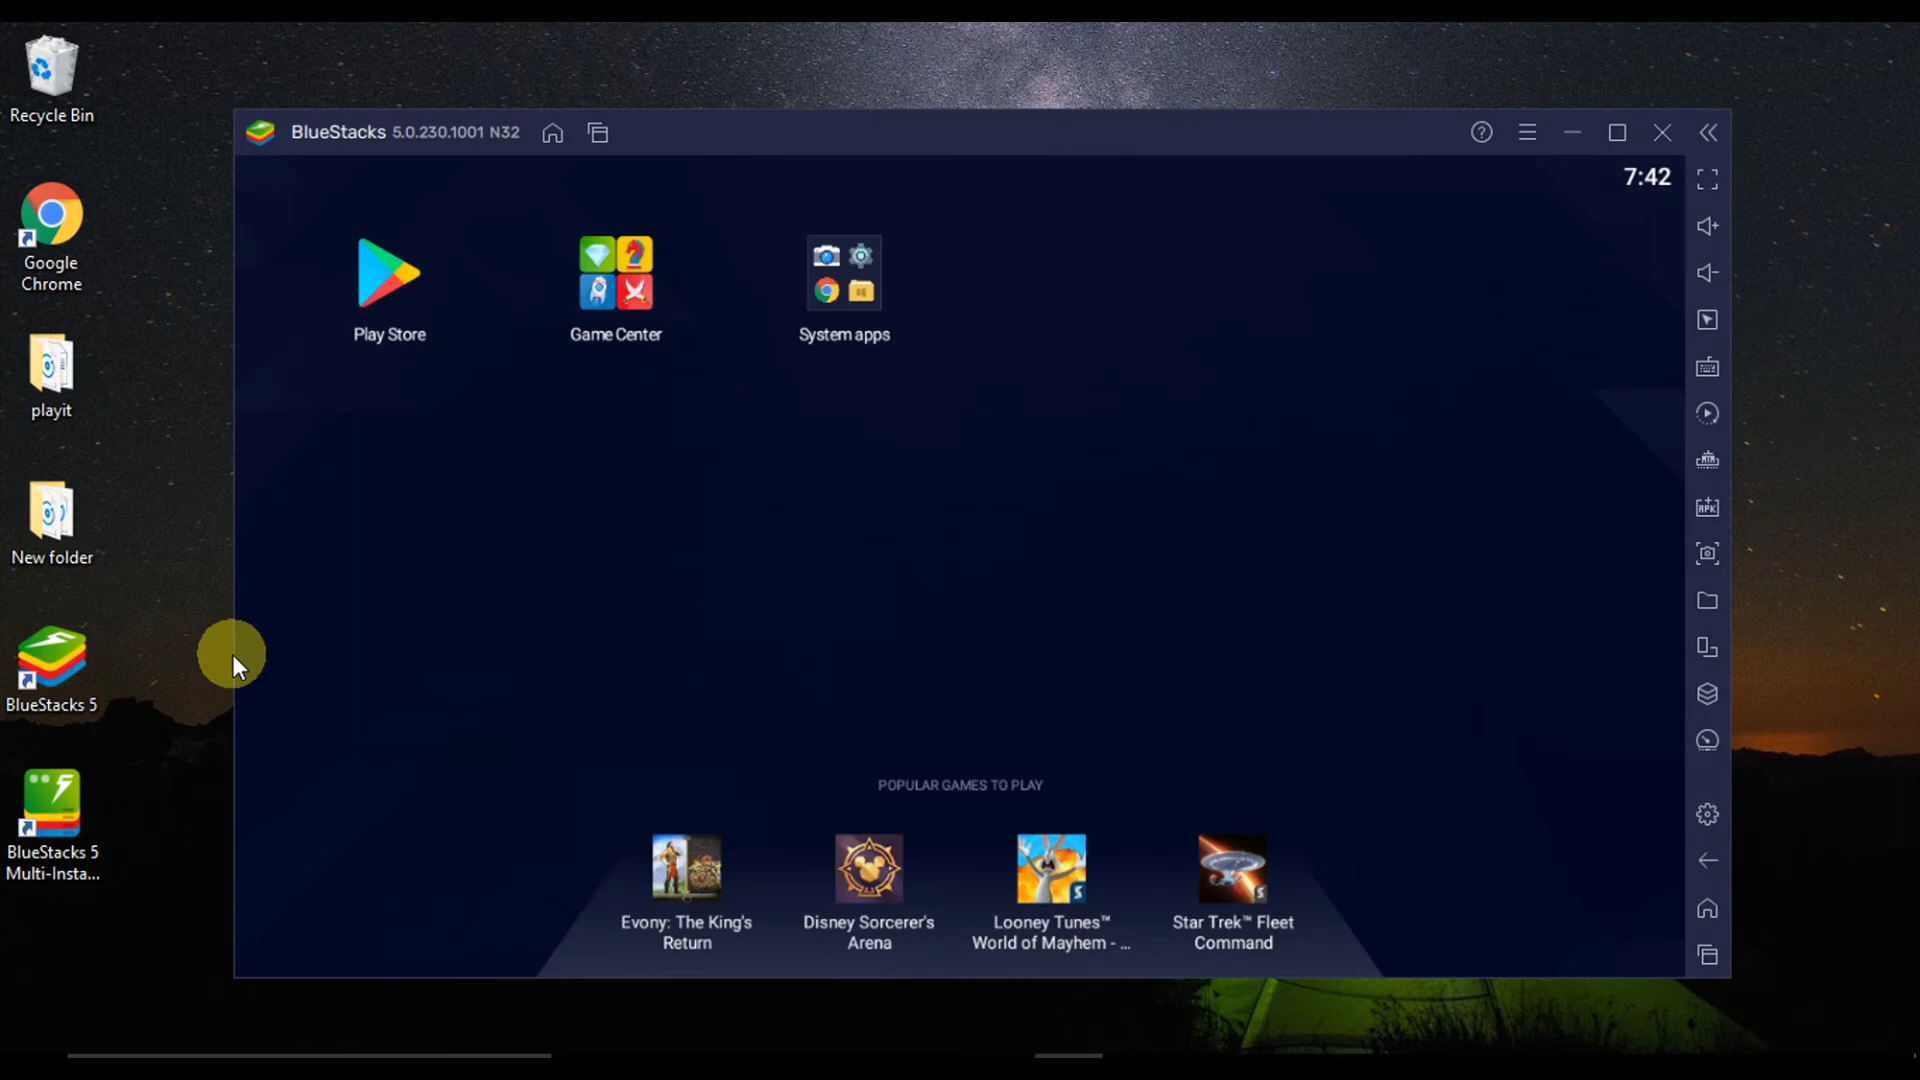 Recycle Bin
Google
Chrome
playit
New folder
BlueStacks 5
BlueStacks 5
Multi-Insta...
BlueStacks 5.0.230.1001 N32
7:42
Play Store
Game Center
System apps
APK
POPULAR GAMES TO PLAY
Evony: The King's
Return
Disney Sorcerer's
Arena
Looney Tunes™
World of Mayhem - ...
Star Trek™ Fleet
Command